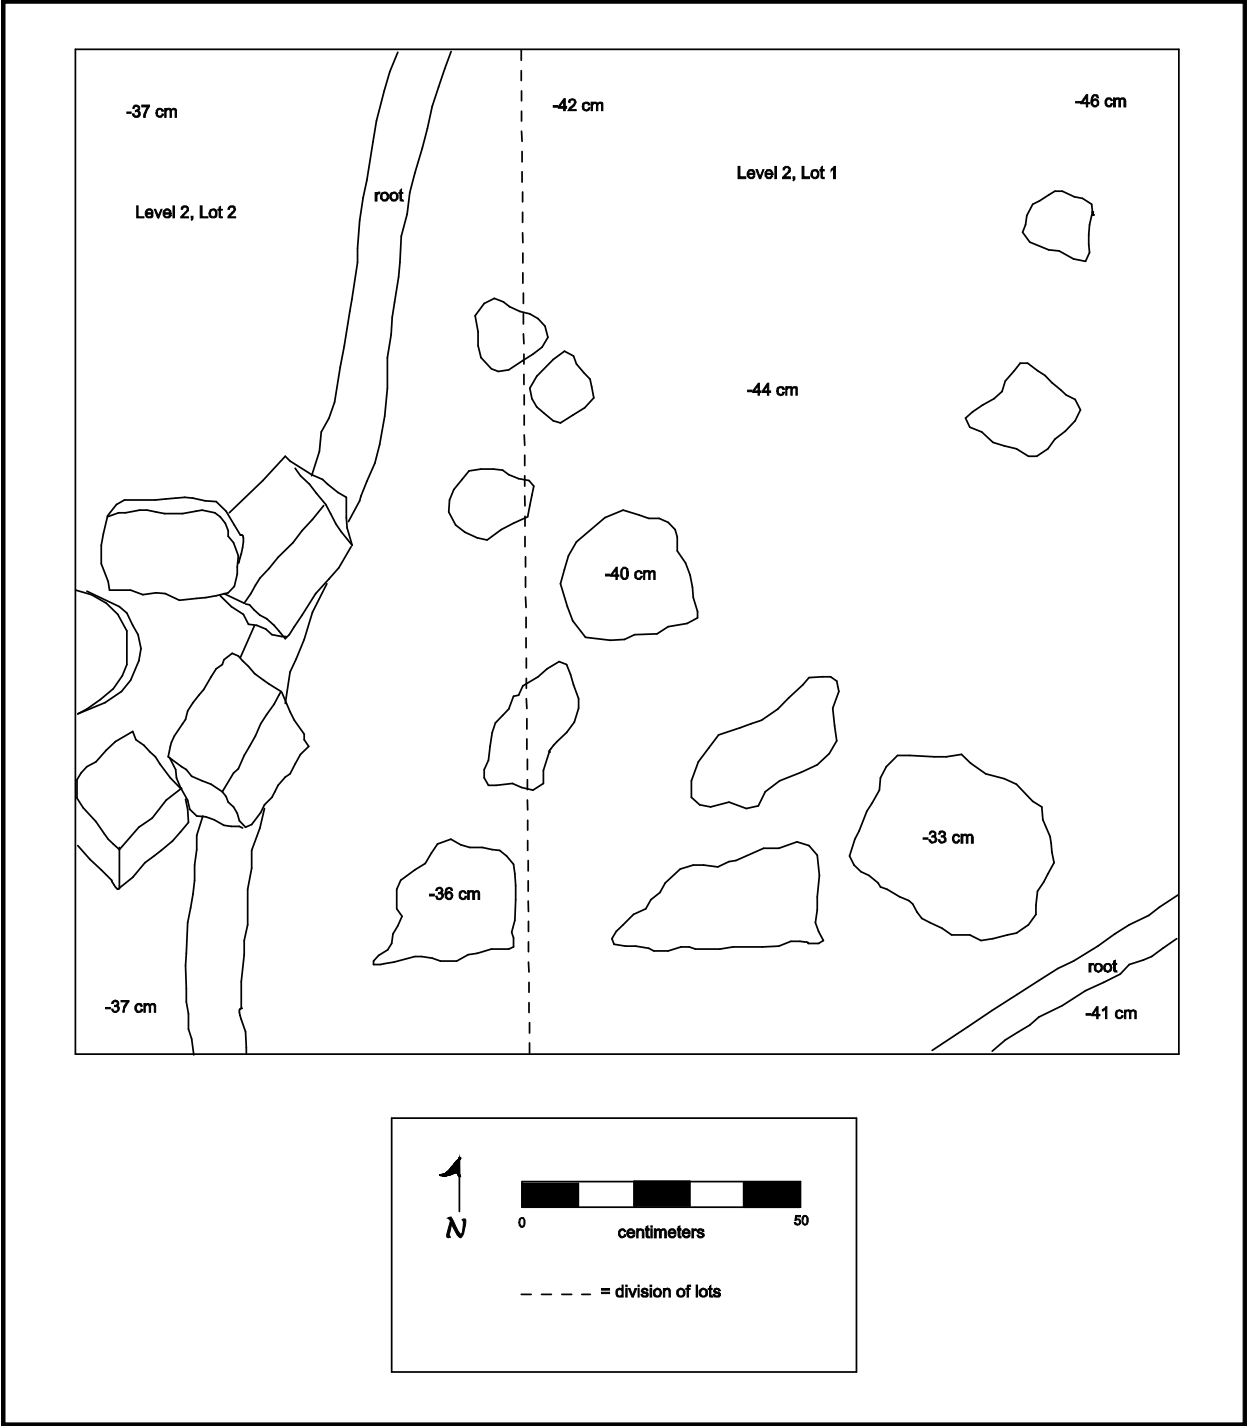 -37 cm
-42 cm
-46 cm
Level 2, Lot 1
root
Level 2, Lot 2
-44 cm
-40 cm
-33 cm
-36 cm
root
-37 cm
-41 cm
N
0
50
centimeters
= division of lots